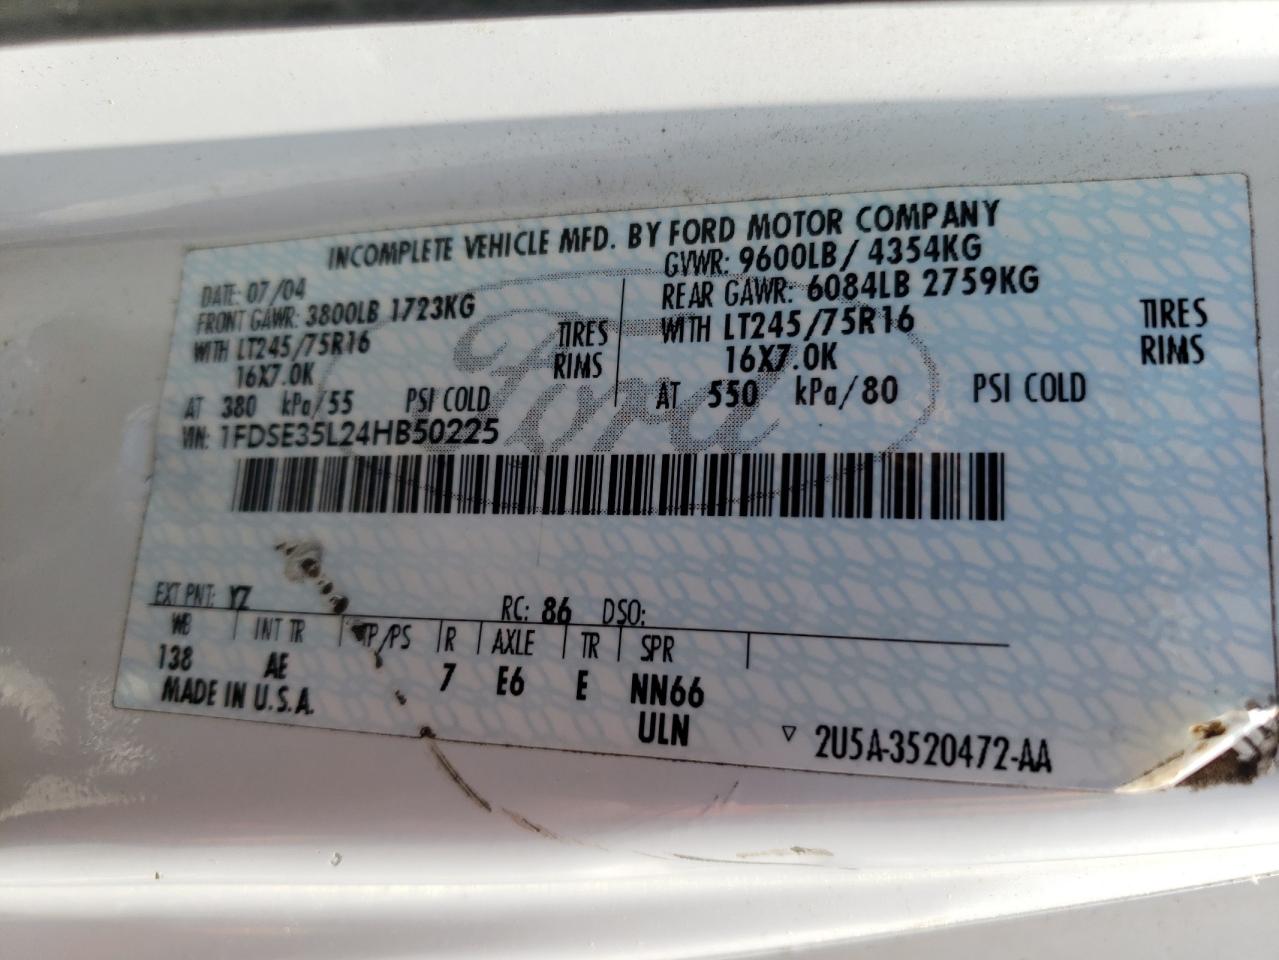 INCOMPLETE VEHICLE MFD. BY FORD MOTOR COMPANY
DATE: 07/04
GVWR: 9600LB / 4354KG
FRONT GAWR: 3800LB 1723KG
REAR GAWR: 6084LB 2759KG
WITH LT245/75R16 TIRES
WITH LT245/75R16 TIRES
16X7.0K RIMS
16X7.0K RIMS
AT 380 kPa/55 PSI COLD
AT 550 kPa/80 PSI COLD
VIN: 1FDSE35L24HB50225
Ford
EXT PNT: YZ RC: 86 DSO:
WB INT TR TP/PS R AXLE TR SPR
138 AE 7 E6 E NN66
MADE IN U.S.A. ULN
2U5A-3520472-AA